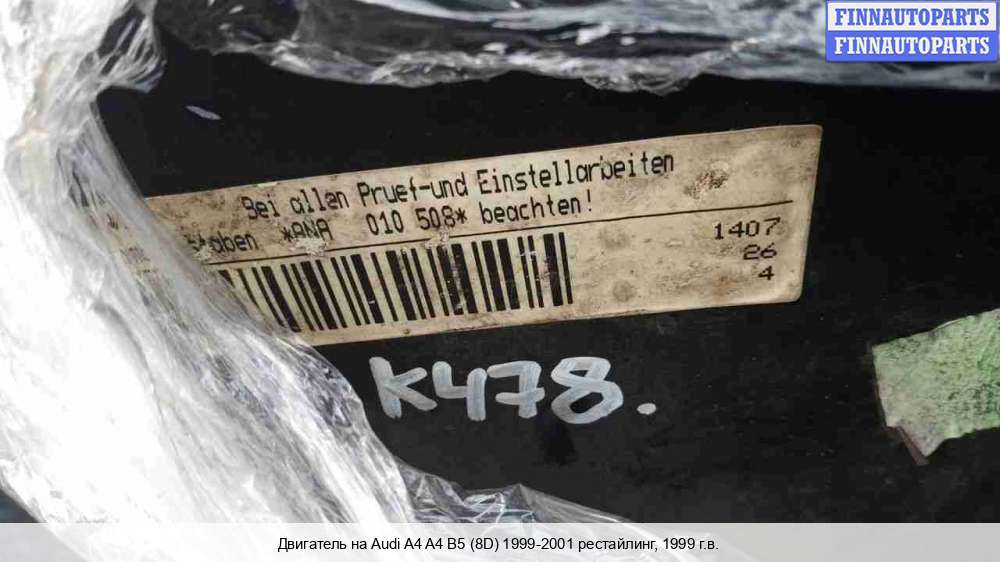 FINNAUTOPARTS
FINNAUTOPARTS
Bei allen Pruef-und Einstellarbeiten
*ANA 010 508* beachten!
1407
26
4
K478.
Двигатель на Audi A4 A4 B5 (8D) 1999-2001 рестайлинг, 1999 г.в.